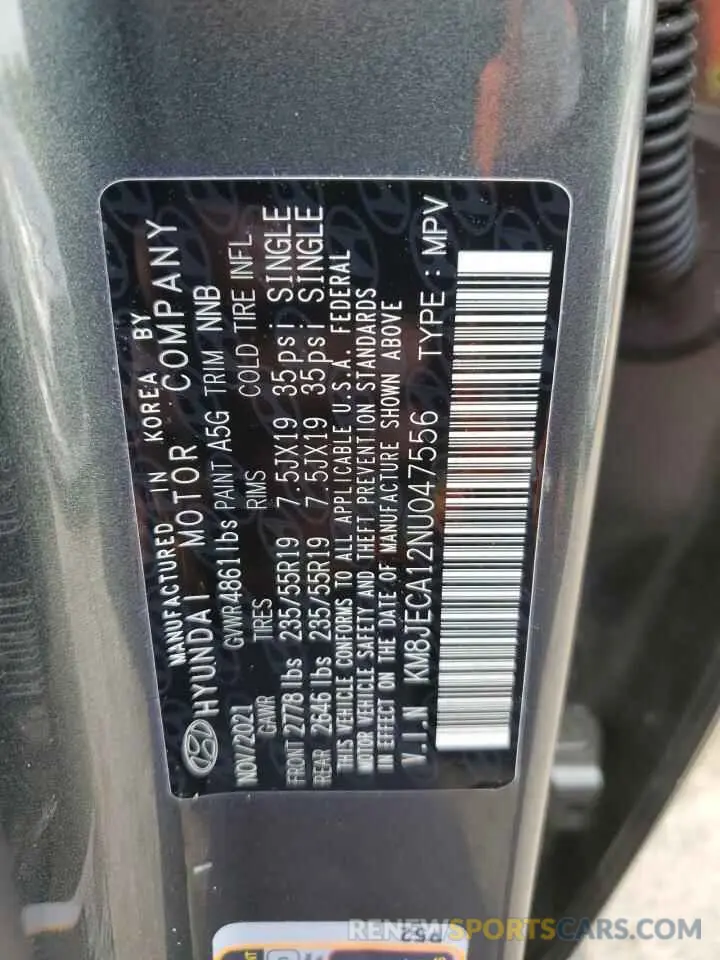 MANUFACTURED IN KOREA BY
HYUNDAI MOTOR COMPANY
NOV/2021 GVWR4861lbs PAINT A5G TRIM NNB
GAWR TIRES RIMS COLD TIRE INFL
FRONT 2778 lbs 235/55R19 7.5JX19 35psi SINGLE
REAR 2646 lbs 235/55R19 7.5JX19 35psi SINGLE
THIS VEHICLE CONFORMS TO ALL APPLICABLE U.S.A. FEDERAL
MOTOR VEHICLE SAFETY AND THEFT PREVENTION STANDARDS
IN EFFECT ON THE DATE OF MANUFACTURE SHOWN ABOVE
V.I.N KM8JECA12NU047556 TYPE : MPV
RENEWSPORTSCARS.COM